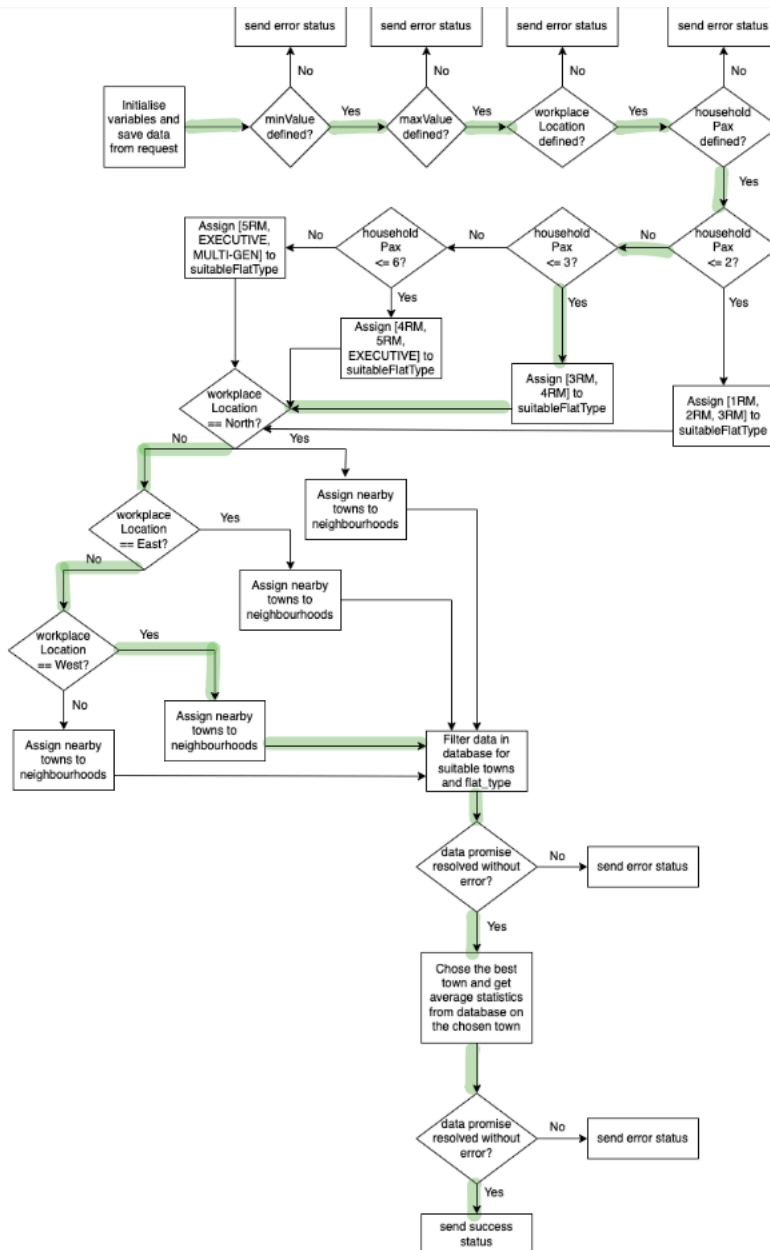 send error status
send error status
send error status
send error status
No
No
No
No
Initialise
variables and
save data
from request
minValue
defined?
Yes
maxValue
defined?
Yes
workplace
Location
defined?
Yes
household
Pax
defined?
Yes
Assign [5RM,
EXECUTIVE,
MULTI-GEN] to
suitableFlatType
No
household
Pax
<= 6?
No
household
Pax
<= 3?
No
household
Pax
<= 2?
Yes
Yes
Yes
Assign [4RM,
5RM,
EXECUTIVE] to
suitableFlatType
Assign [3RM,
4RM] to
suitableFlatType
Assign [1RM,
2RM, 3RM] to
suitableFlatType
workplace
Location
== North?
No
Yes
Assign nearby
towns to
neighbourhoods
workplace
Location
== East?
Yes
No
Assign nearby
towns to
neighbourhoods
workplace
Location
== West?
Yes
No
Assign nearby
towns to
neighbourhoods
Assign nearby
towns to
neighbourhoods
Filter data in
database for
suitable towns
and flat_type
data promise
resolved without
error?
No
send error status
Yes
Chose the best
town and get
average statistics
from database on
the chosen town
data promise
resolved without
error?
No
send error status
Yes
send success
status